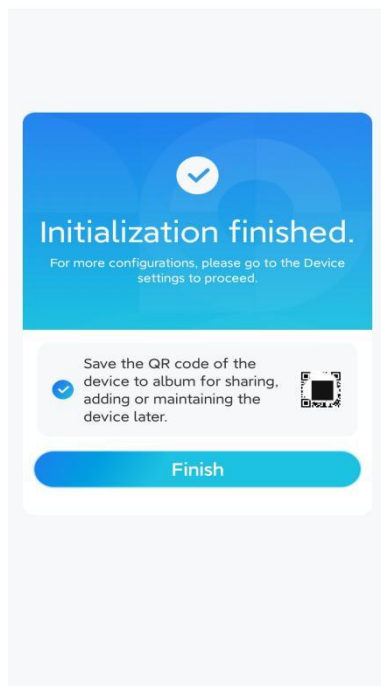 Initialization finished.
For more configurations, please go to the Device
settings to proceed.
Save the QR code of the
device to album for sharing,
adding or maintaining the
device later.
Finish